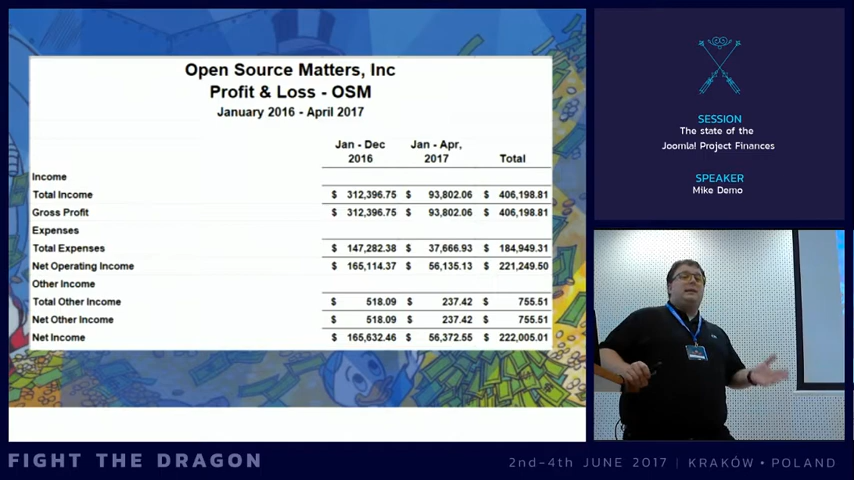 Open Source Matters, Inc
Profit & Loss - OSM
January 2016 - April 2017
Jan - Dec 2016 Jan - Apr, 2017 Total
Income
Total Income $ 312,396.75 $ 93,802.06 $ 406,198.81
Gross Profit $ 312,396.75 $ 93,802.06 $ 406,198.81
Expenses
Total Expenses $ 147,282.38 $ 37,666.93 $ 184,949.31
Net Operating Income $ 165,114.37 $ 56,135.13 $ 221,249.50
Other Income
Total Other Income $ 518.09 $ 237.42 $ 755.51
Net Other Income $ 518.09 $ 237.42 $ 755.51
Net Income $ 165,632.46 $ 56,372.55 $ 222,005.01
SESSION
The state of the
Joomla! Project Finances
SPEAKER
Mike Demo
FIGHT THE DRAGON
2nd-4th JUNE 2017 | KRAKÓW • POLAND